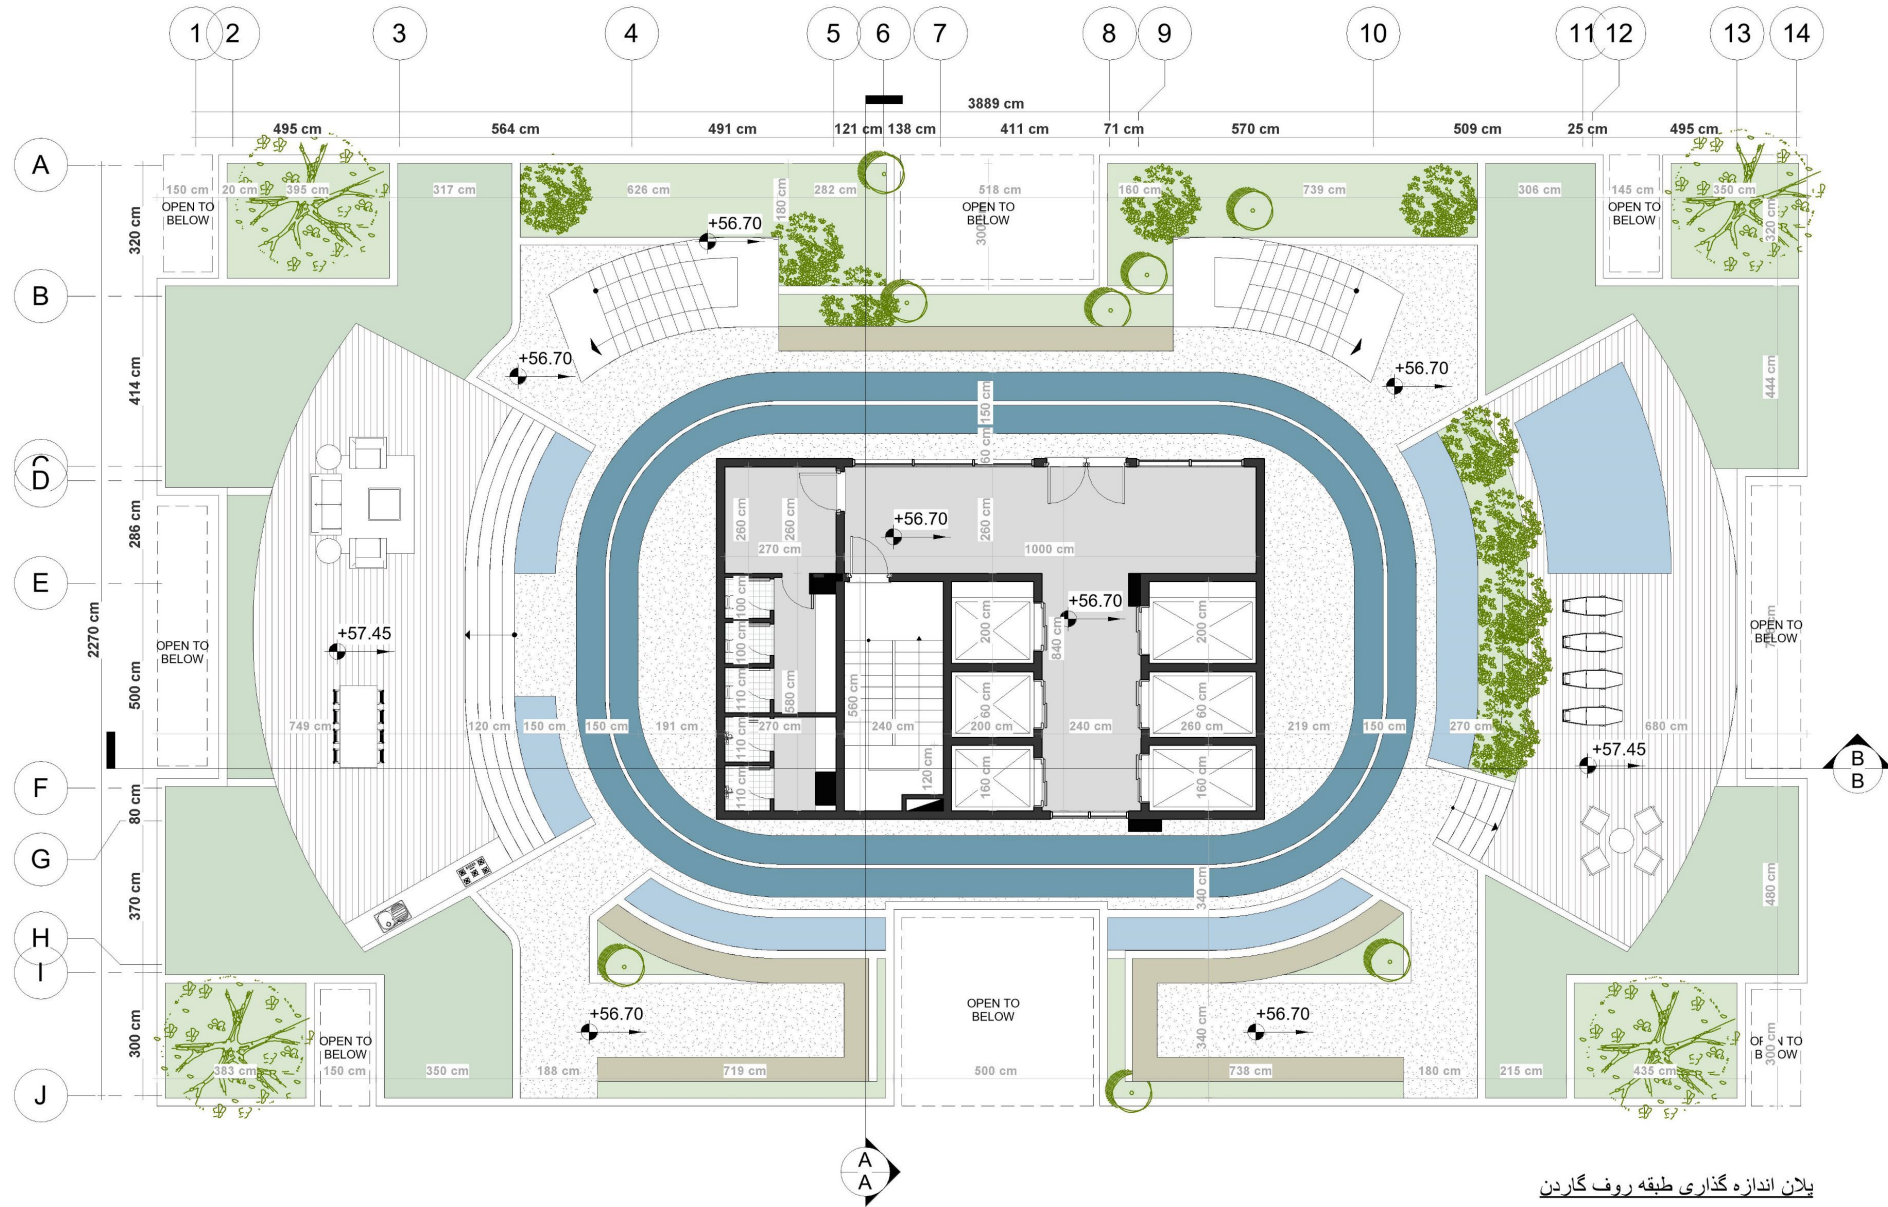 1 2 3 4 5 6 7 8 9 10 11 12 13 14
3889 cm
495 cm 564 cm 491 cm 121 cm 138 cm 411 cm 71 cm 570 cm 509 cm 25 cm 495 cm
A
150 cm 20 cm 395 cm 317 cm 626 cm 282 cm 518 cm 160 cm 739 cm 306 cm 145 cm 350 cm
OPEN TO
BELOW
OPEN TO
BELOW
OPEN TO
BELOW
180 cm
320 cm
320 cm
+56.70
B
+56.70
+56.70
414 cm
444 cm
150 cm
60 cm
D
286 cm
260 cm
260 cm
260 cm
+56.70
270 cm
1000 cm
E
2270 cm
100 cm
100 cm
110 cm
110 cm
110 cm
580 cm
560 cm
840 cm
200 cm
200 cm
+56.70
+57.45
OPEN TO
BELOW
OPEN TO
BELOW
500 cm
749 cm 120 cm 150 cm 150 cm 191 cm 270 cm 240 cm 200 cm 240 cm 260 cm 219 cm 150 cm 270 cm 680 cm
60 cm
60 cm
+57.45
B
B
120 cm
160 cm
160 cm
F
80 cm
G
370 cm
340 cm
480 cm
H
I
OPEN TO
BELOW
+56.70
+56.70
300 cm
340 cm
300 cm
OPEN TO
BELOW
383 cm 150 cm 350 cm 188 cm 719 cm 500 cm 738 cm 180 cm 215 cm 435 cm
J
A
A
پلان اندازه گذاری طبقه روف گاردن